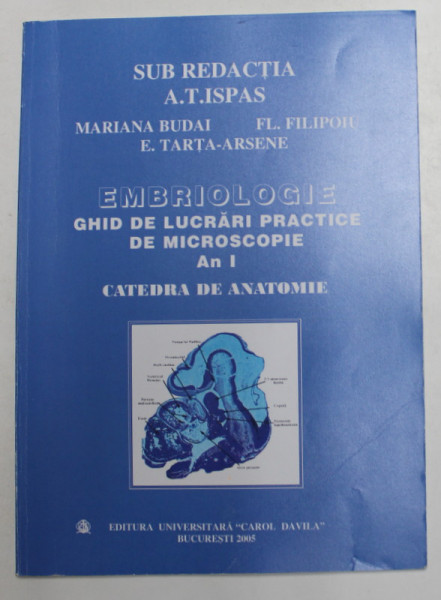 SUB REDACȚIA
A.T.ISPAS
MARIANA BUDAI FL. FILIPOIU
E. TARȚA-ARSENE
EMBRIOLOGIE
GHID DE LUCRĂRI PRACTICE
DE MICROSCOPIE
An I
CATEDRA DE ANATOMIE
EDITURA UNIVERSITARĂ "CAROL DAVILA"
BUCUREȘTI 2005